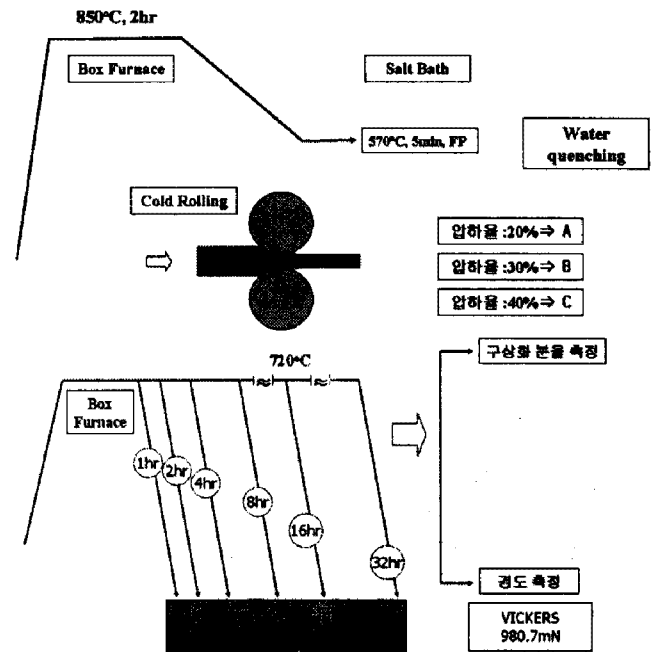 850°C, 2hr
Box Furnace
Salt Bath
570°C, 5min, FP
Water
quenching
Cold Rolling
압하율 :20%⇒ A
압하율 :30%⇒ B
압하율 :40%⇒ C
720°C
구상화 분율 측정
Box
Furnace
1hr
2hr
4hr
8hr
16hr
32hr
경도 측정
VICKERS
980.7mN